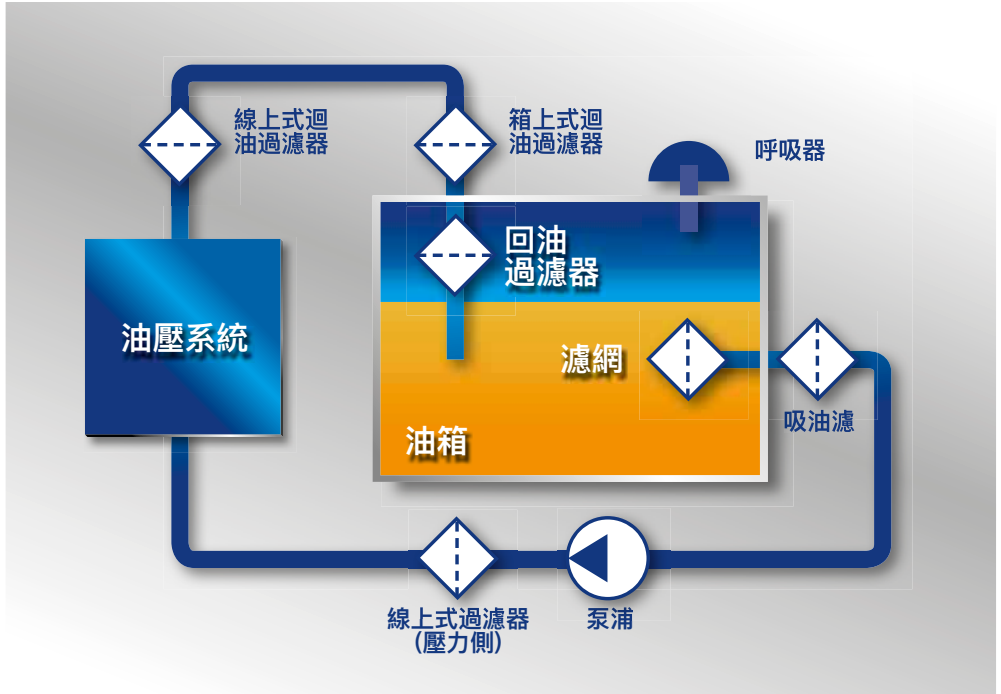 線上式迴
油過濾器
箱上式迴
油過濾器
呼吸器
回油
過濾器
油壓系統
濾網
吸油濾
油箱
線上式過濾器
(壓力側)
泵浦